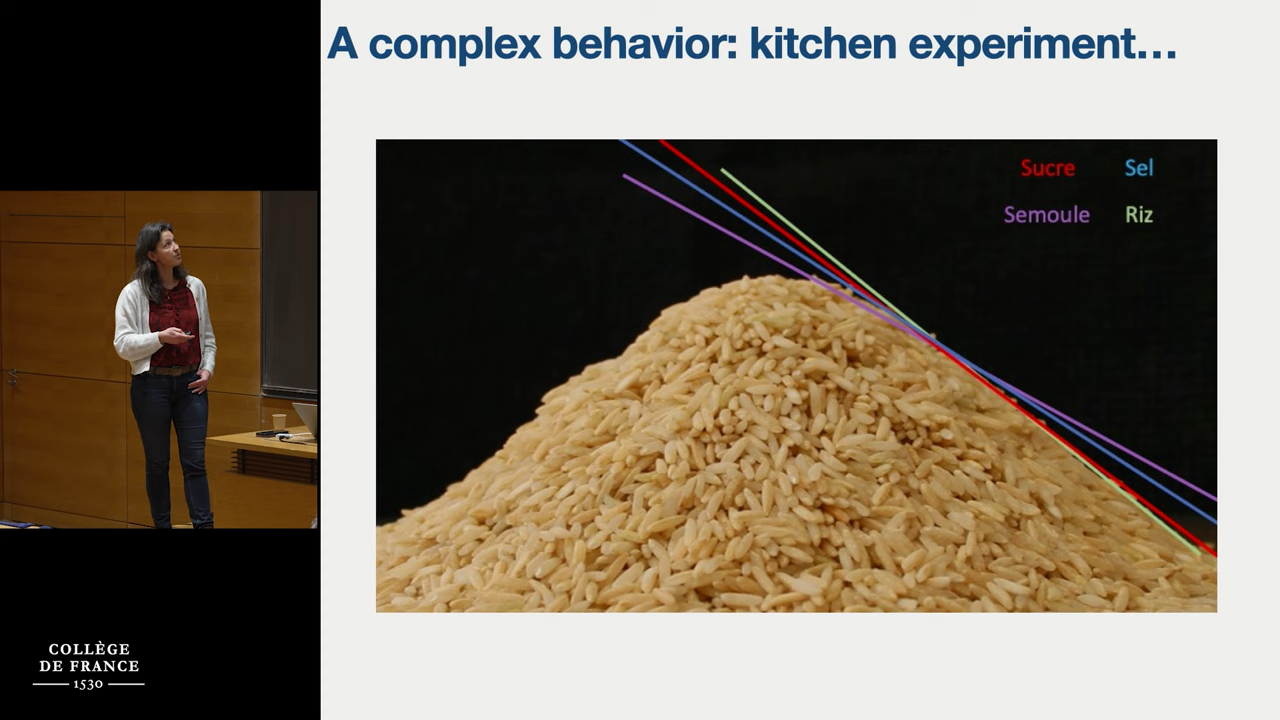 A complex behavior: kitchen experiment…
Sucre Sel
Semoule Riz
COLLÈGE
DE FRANCE
1530